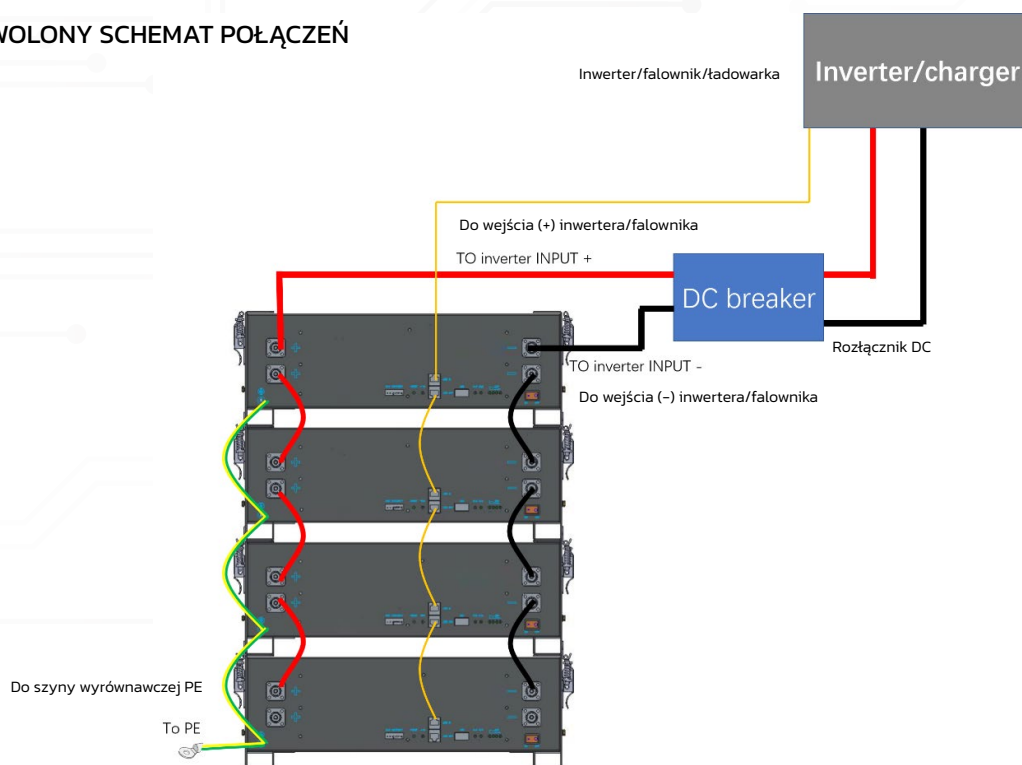 WOLONY SCHEMAT POŁĄCZEŃ
Inwerter/falownik/ładowarka
Inverter/charger
Do wejścia (+) inwertera/falownika
TO inverter INPUT +
DC breaker
Rozłącznik DC
TO inverter INPUT -
Do wejścia (-) inwertera/falownika
Do szyny wyrównawczej PE
To PE